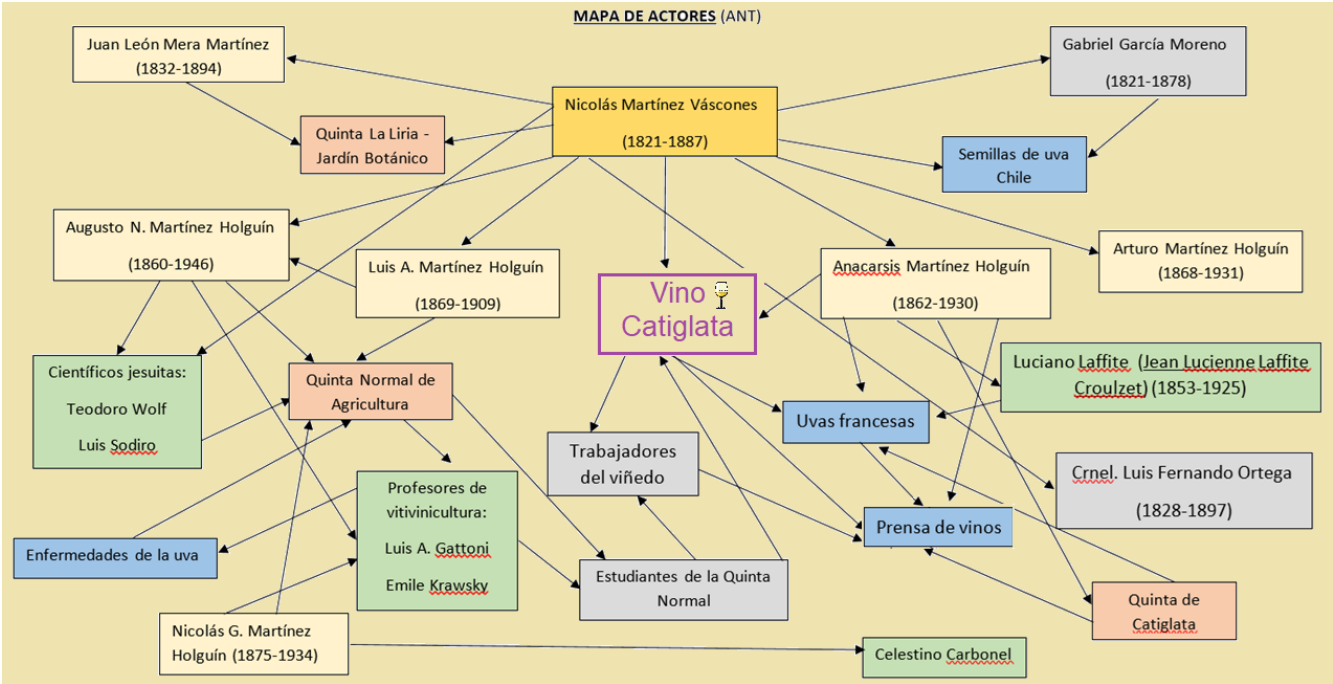 MAPA DE ACTORES (ANT)
Juan León Mera Martínez
(1832-1894)
Gabriel García Moreno
(1821-1878)
Nicolás Martínez Váscones
(1821-1887)
Quinta La Liria -
Jardín Botánico
Semillas de uva
Chile
Augusto N. Martínez Holguín
(1860-1946)
Luis A. Martínez Holguín
(1869-1909)
Anacarsis Martínez Holguín
(1862-1930)
Arturo Martínez Holguín
(1868-1931)
Vino
Catiglata
Científicos jesuitas:
Teodoro Wolf
Luis Sodiro
Quinta Normal de
Agricultura
Luciano Laffite (Jean Lucienne Laffite
Croulzet) (1853-1925)
Uvas francesas
Trabajadores
del viñedo
Crnel. Luis Fernando Ortega
(1828-1897)
Profesores de
vitivinicultura:
Luis A. Gattoni
Emile Krawsky
Prensa de vinos
Enfermedades de la uva
Estudiantes de la Quinta
Normal
Quinta de
Catiglata
Nicolás G. Martínez
Holguín (1875-1934)
Celestino Carbonel